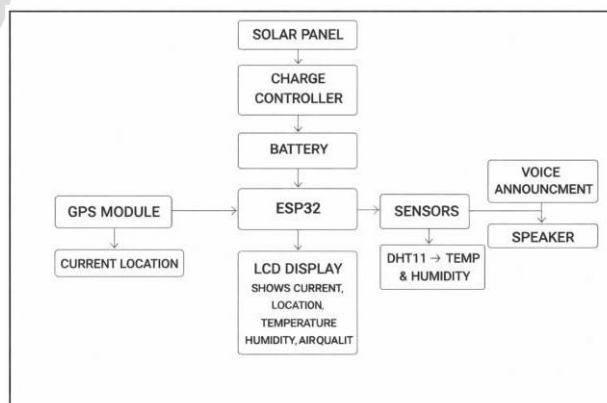 SOLAR PANEL
CHARGE
CONTROLLER
BATTERY
GPS MODULE
ESP32
SENSORS
VOICE
ANNOUNCMENT
SPEAKER
CURRENT LOCATION
LCD DISPLAY
SHOWS CURRENT,
LOCATION,
TEMPERATURE
HUMIDITY, AIRQUALIT
DHT11 → TEMP
& HUMIDITY